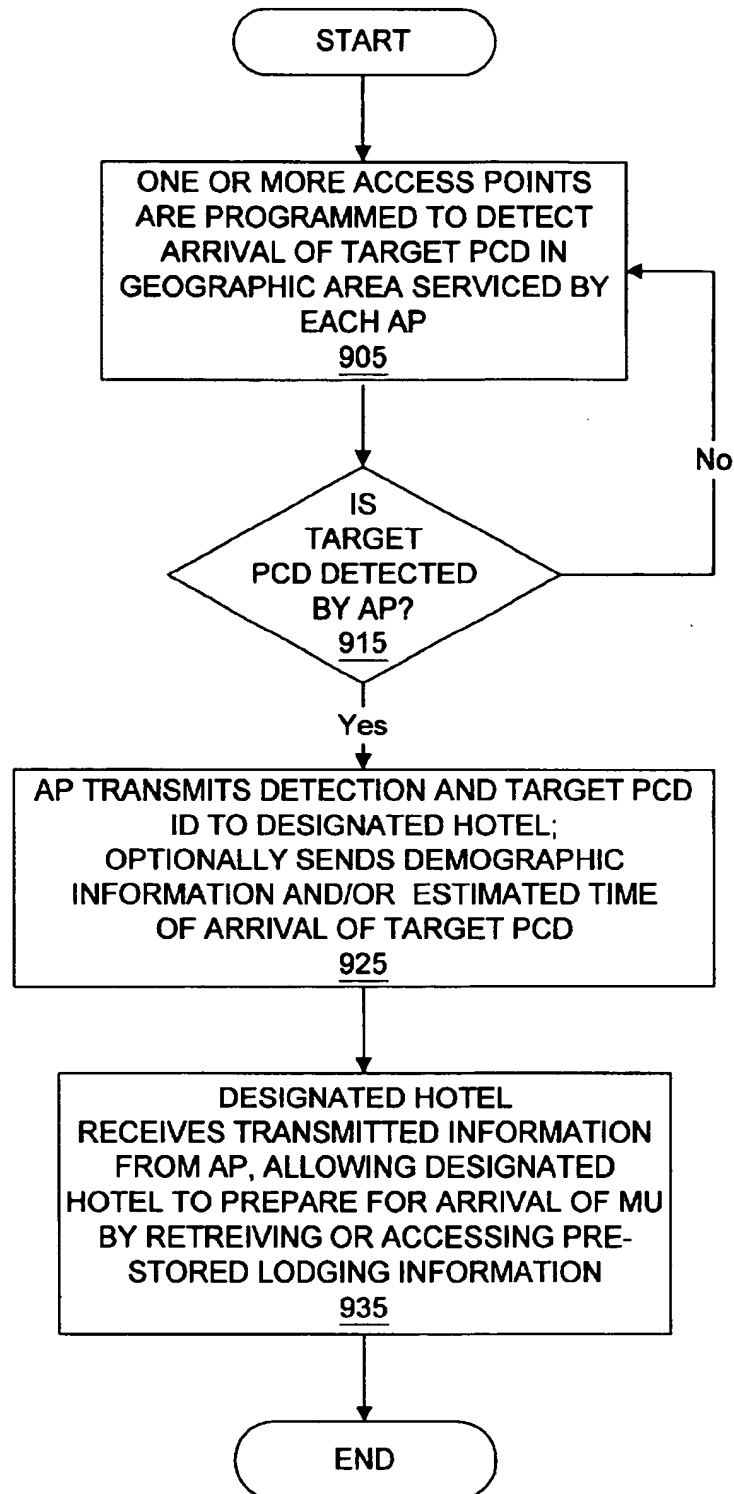 START
ONE OR MORE ACCESS POINTS
ARE PROGRAMMED TO DETECT
ARRIVAL OF TARGET PCD IN
GEOGRAPHIC AREA SERVICED BY
EACH AP
905
No
IS
TARGET
PCD DETECTED
BY AP?
915
Yes
AP TRANSMITS DETECTION AND TARGET PCD
ID TO DESIGNATED HOTEL;
OPTIONALLY SENDS DEMOGRAPHIC
INFORMATION AND/OR ESTIMATED TIME
OF ARRIVAL OF TARGET PCD
925
DESIGNATED HOTEL
RECEIVES TRANSMITTED INFORMATION
FROM AP, ALLOWING DESIGNATED
HOTEL TO PREPARE FOR ARRIVAL OF MU
BY RETREIVING OR ACCESSING PRE-
STORED LODGING INFORMATION
935
END